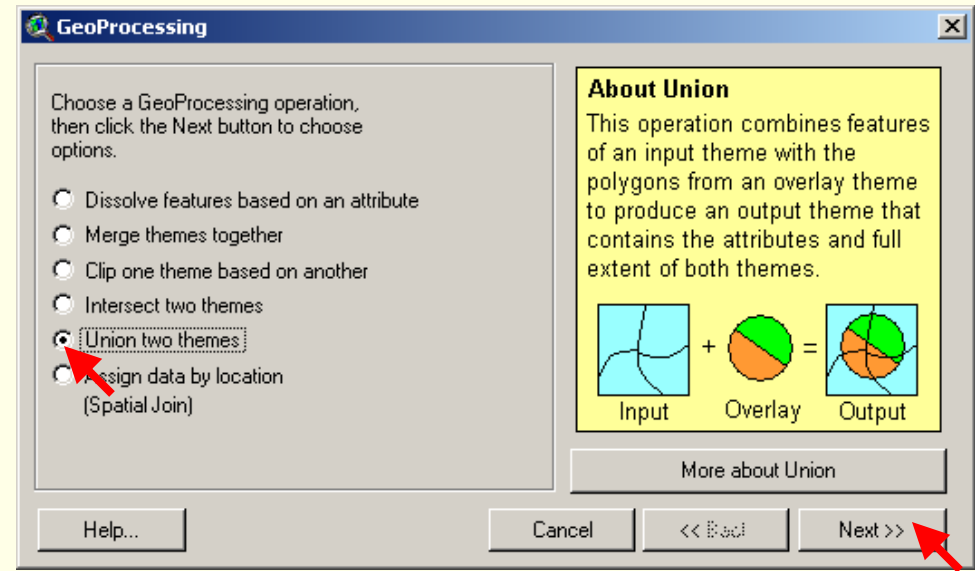 GeoProcessing
Choose a GeoProcessing operation,
then click the Next button to choose
options.
Dissolve features based on an attribute
Merge themes together
Clip one theme based on another
Intersect two themes
Union two themes
Assign data by location
(Spatial Join)
About Union
This operation combines features
of an input theme with the
polygons from an overlay theme
to produce an output theme that
contains the attributes and full
extent of both themes.
+ =
Input Overlay Output
More about Union
Help...
Cancel
<< Back
Next >>